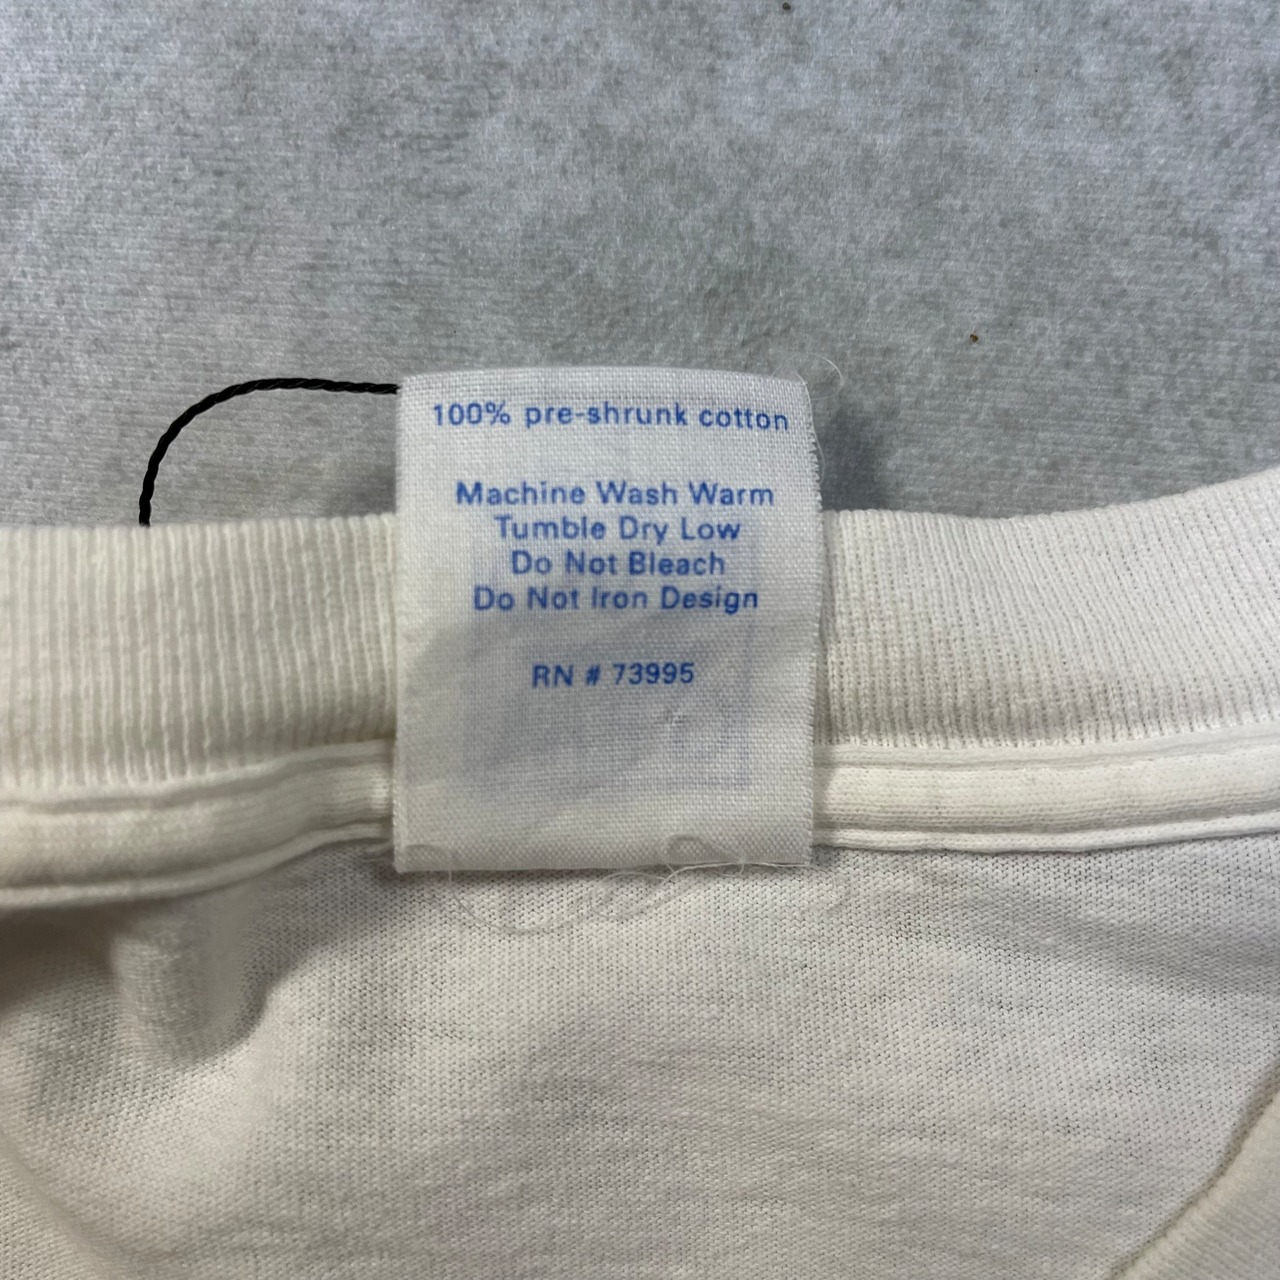 100% pre-shrunk cotton
Machine Wash Warm
Tumble Dry Low
Do Not Bleach
Do Not Iron Design
RN # 73995